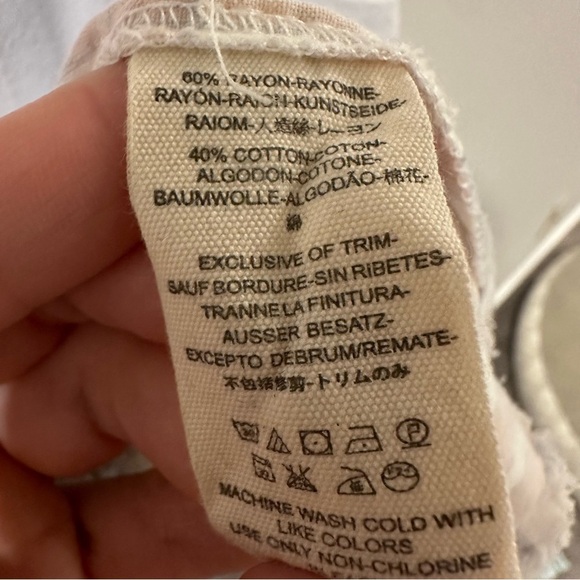 60% RAYON-RAYONNE-
RAYÓN-RAION-KUNSTSEIDE-
RAIOM-人造絲-レーヨン
40% COTTON-COTON-
ALGODON-COTONE-
BAUMWOLLE-ALGODÃO-棉花-
綿
EXCLUSIVE OF TRIM-
SAUF BORDURE-SIN RIBETES-
TRANNE LA FINITURA-
AUSSER BESATZ-
EXCEPTO DEBRUM/REMATE-
不包括修剪-トリムのみ
MACHINE WASH COLD WITH
LIKE COLORS
USE ONLY NON-CHLORINE